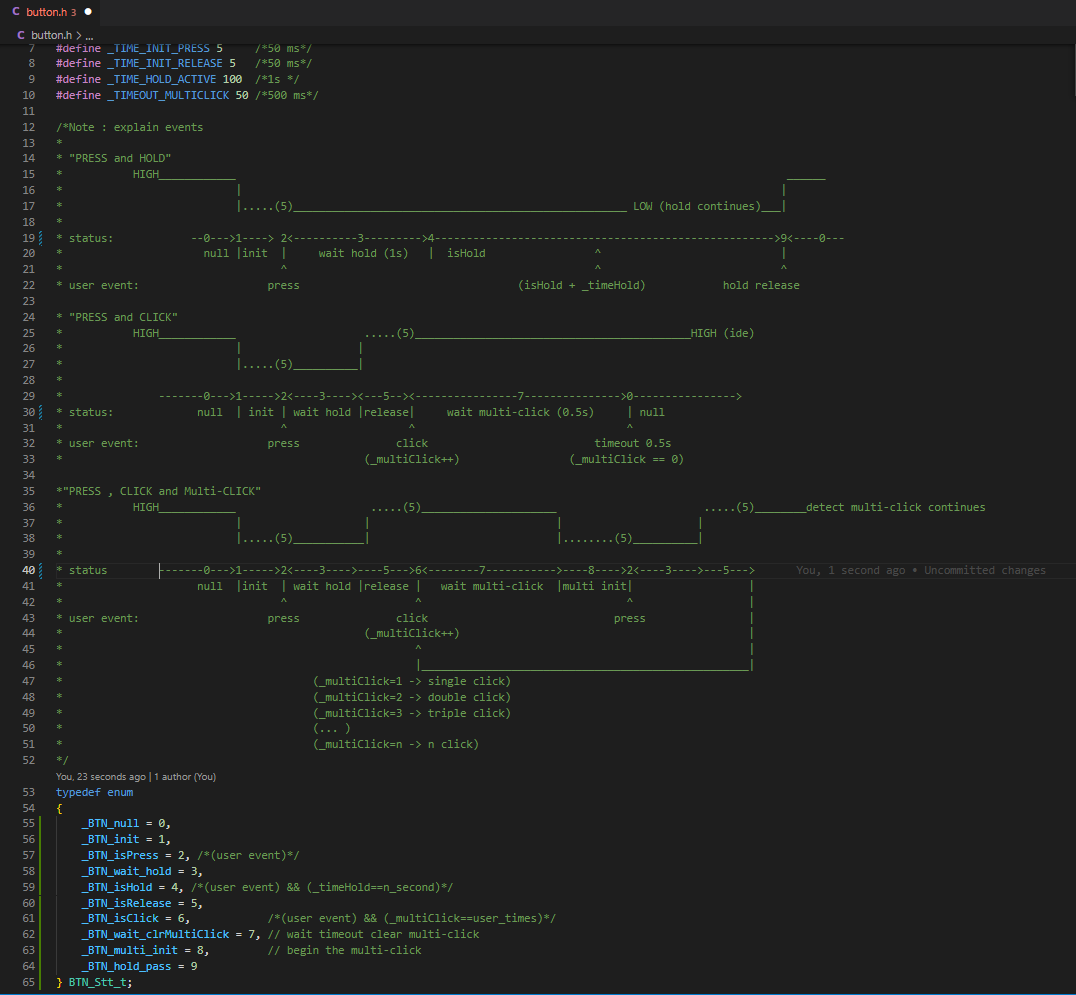 C button.h 3 ●
C button.h > ...
7 #define _TIME_INIT_PRESS 5     /*50 ms*/
8 #define _TIME_INIT_RELEASE 5   /*50 ms*/
9 #define _TIME_HOLD_ACTIVE 100  /*1s */
10 #define _TIMEOUT_MULTICLICK 50 /*500 ms*/
11
12 /*Note : explain events
13 *
14 * "PRESS and HOLD"
15 *           HIGH____________                                                                                      ______
16 *                           |                                                                                    |
17 *                           |.....(5)____________________________________________________ LOW (hold continues)___|
18 *
19 * status:            --0--->1----> 2<----------3--------->4----------------------------------------------------->9<----0---
20 *                      null |init  |     wait hold (1s)   |  isHold                 ^                            |
21 *                                  ^                                                ^                            ^
22 * user event:                    press                                  (isHold + _timeHold)            hold release
23
24 * "PRESS and CLICK"
25 *           HIGH____________                    .....(5)___________________________________________HIGH (ide)
26 *                           |                  |
27 *                           |.....(5)__________|
28 *
29 *               -------0--->1----->2<----3----><---5--><----------------7--------------->0---------------->
30 * status:             null  | init | wait hold |release|     wait multi-click (0.5s)     | null
31 *                                  ^                   ^                                 ^
32 * user event:                    press               click                          timeout 0.5s
33 *                                               (_multiClick++)                 (_multiClick == 0)
34
35 *"PRESS , CLICK and Multi-CLICK"
36 *           HIGH____________                     .....(5)_____________________                       .....(5)________detect multi-click continues
37 *                           |                   |                             |                     |
38 *                           |.....(5)___________|                             |........(5)__________|
39 *
40 * status        -------0--->1----->2<----3---->----5--->6<--------7----------->----8---->2<---3---->---5---> You, 1 second ago • Uncommitted changes
41 *                     null  |init  | wait hold |release |   wait multi-click  |multi init|                  |
42 *                                  ^                    ^                                ^                  |
43 * user event:                    press               click                             press                |
44 *                                               (_multiClick++)                                             |
45 *                                                       ^                                                   |
46 *                                                       |___________________________________________________|
47 *                                       (_multiClick=1 -> single click)
48 *                                       (_multiClick=2 -> double click)
49 *                                       (_multiClick=3 -> triple click)
50 *                                       (... )
51 *                                       (_multiClick=n -> n click)
52 */
You, 23 seconds ago | 1 author (You)
53 typedef enum
54 {
55     _BTN_null = 0,
56     _BTN_init = 1,
57     _BTN_isPress = 2, /*(user event)*/
58     _BTN_wait_hold = 3,
59     _BTN_isHold = 4, /*(user event) && (_timeHold==n_second)*/
60     _BTN_isRelease = 5,
61     _BTN_isClick = 6,            /*(user event) && (_multiClick==user_times)*/
62     _BTN_wait_clrMultiClick = 7, // wait timeout clear multi-click
63     _BTN_multi_init = 8,         // begin the multi-click
64     _BTN_hold_pass = 9
65 } BTN_Stt_t;